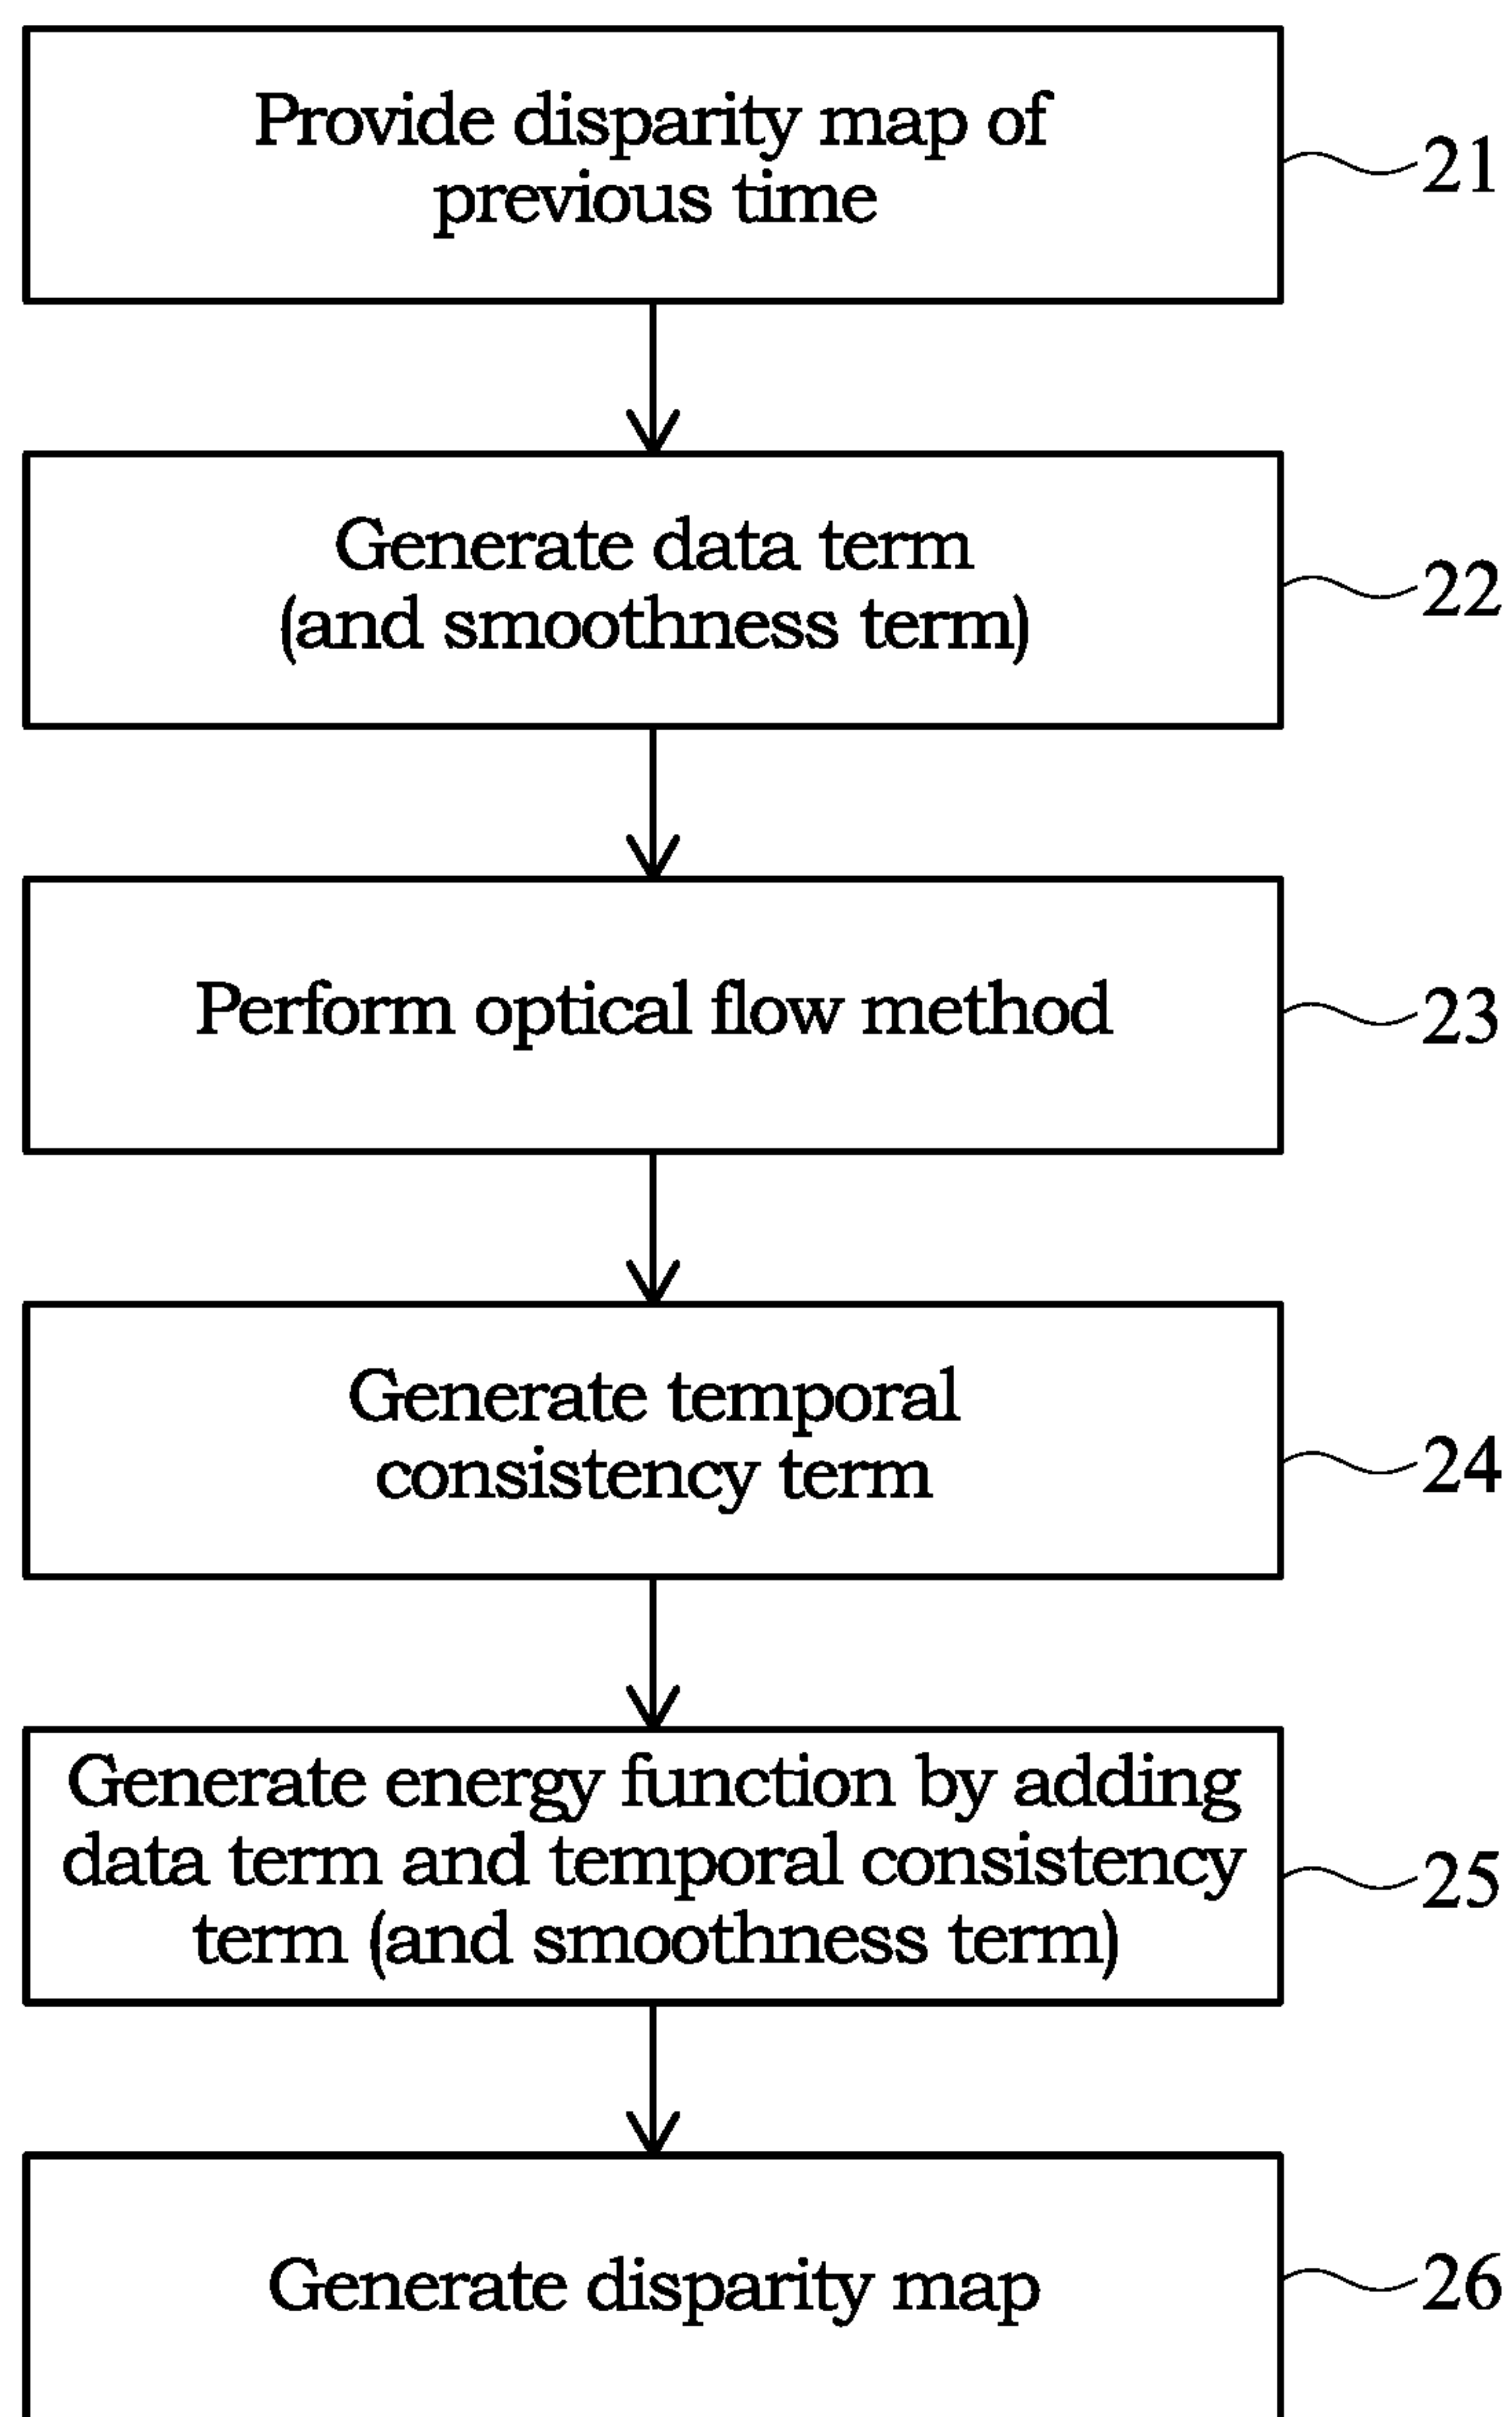 Provide disparity map of
previous time
21
Generate data term
(and smoothness term)
22
Perform optical flow method
23
Generate temporal
consistency term
24
Generate energy function by adding
data term and temporal consistency
term (and smoothness term)
25
Generate disparity map
26